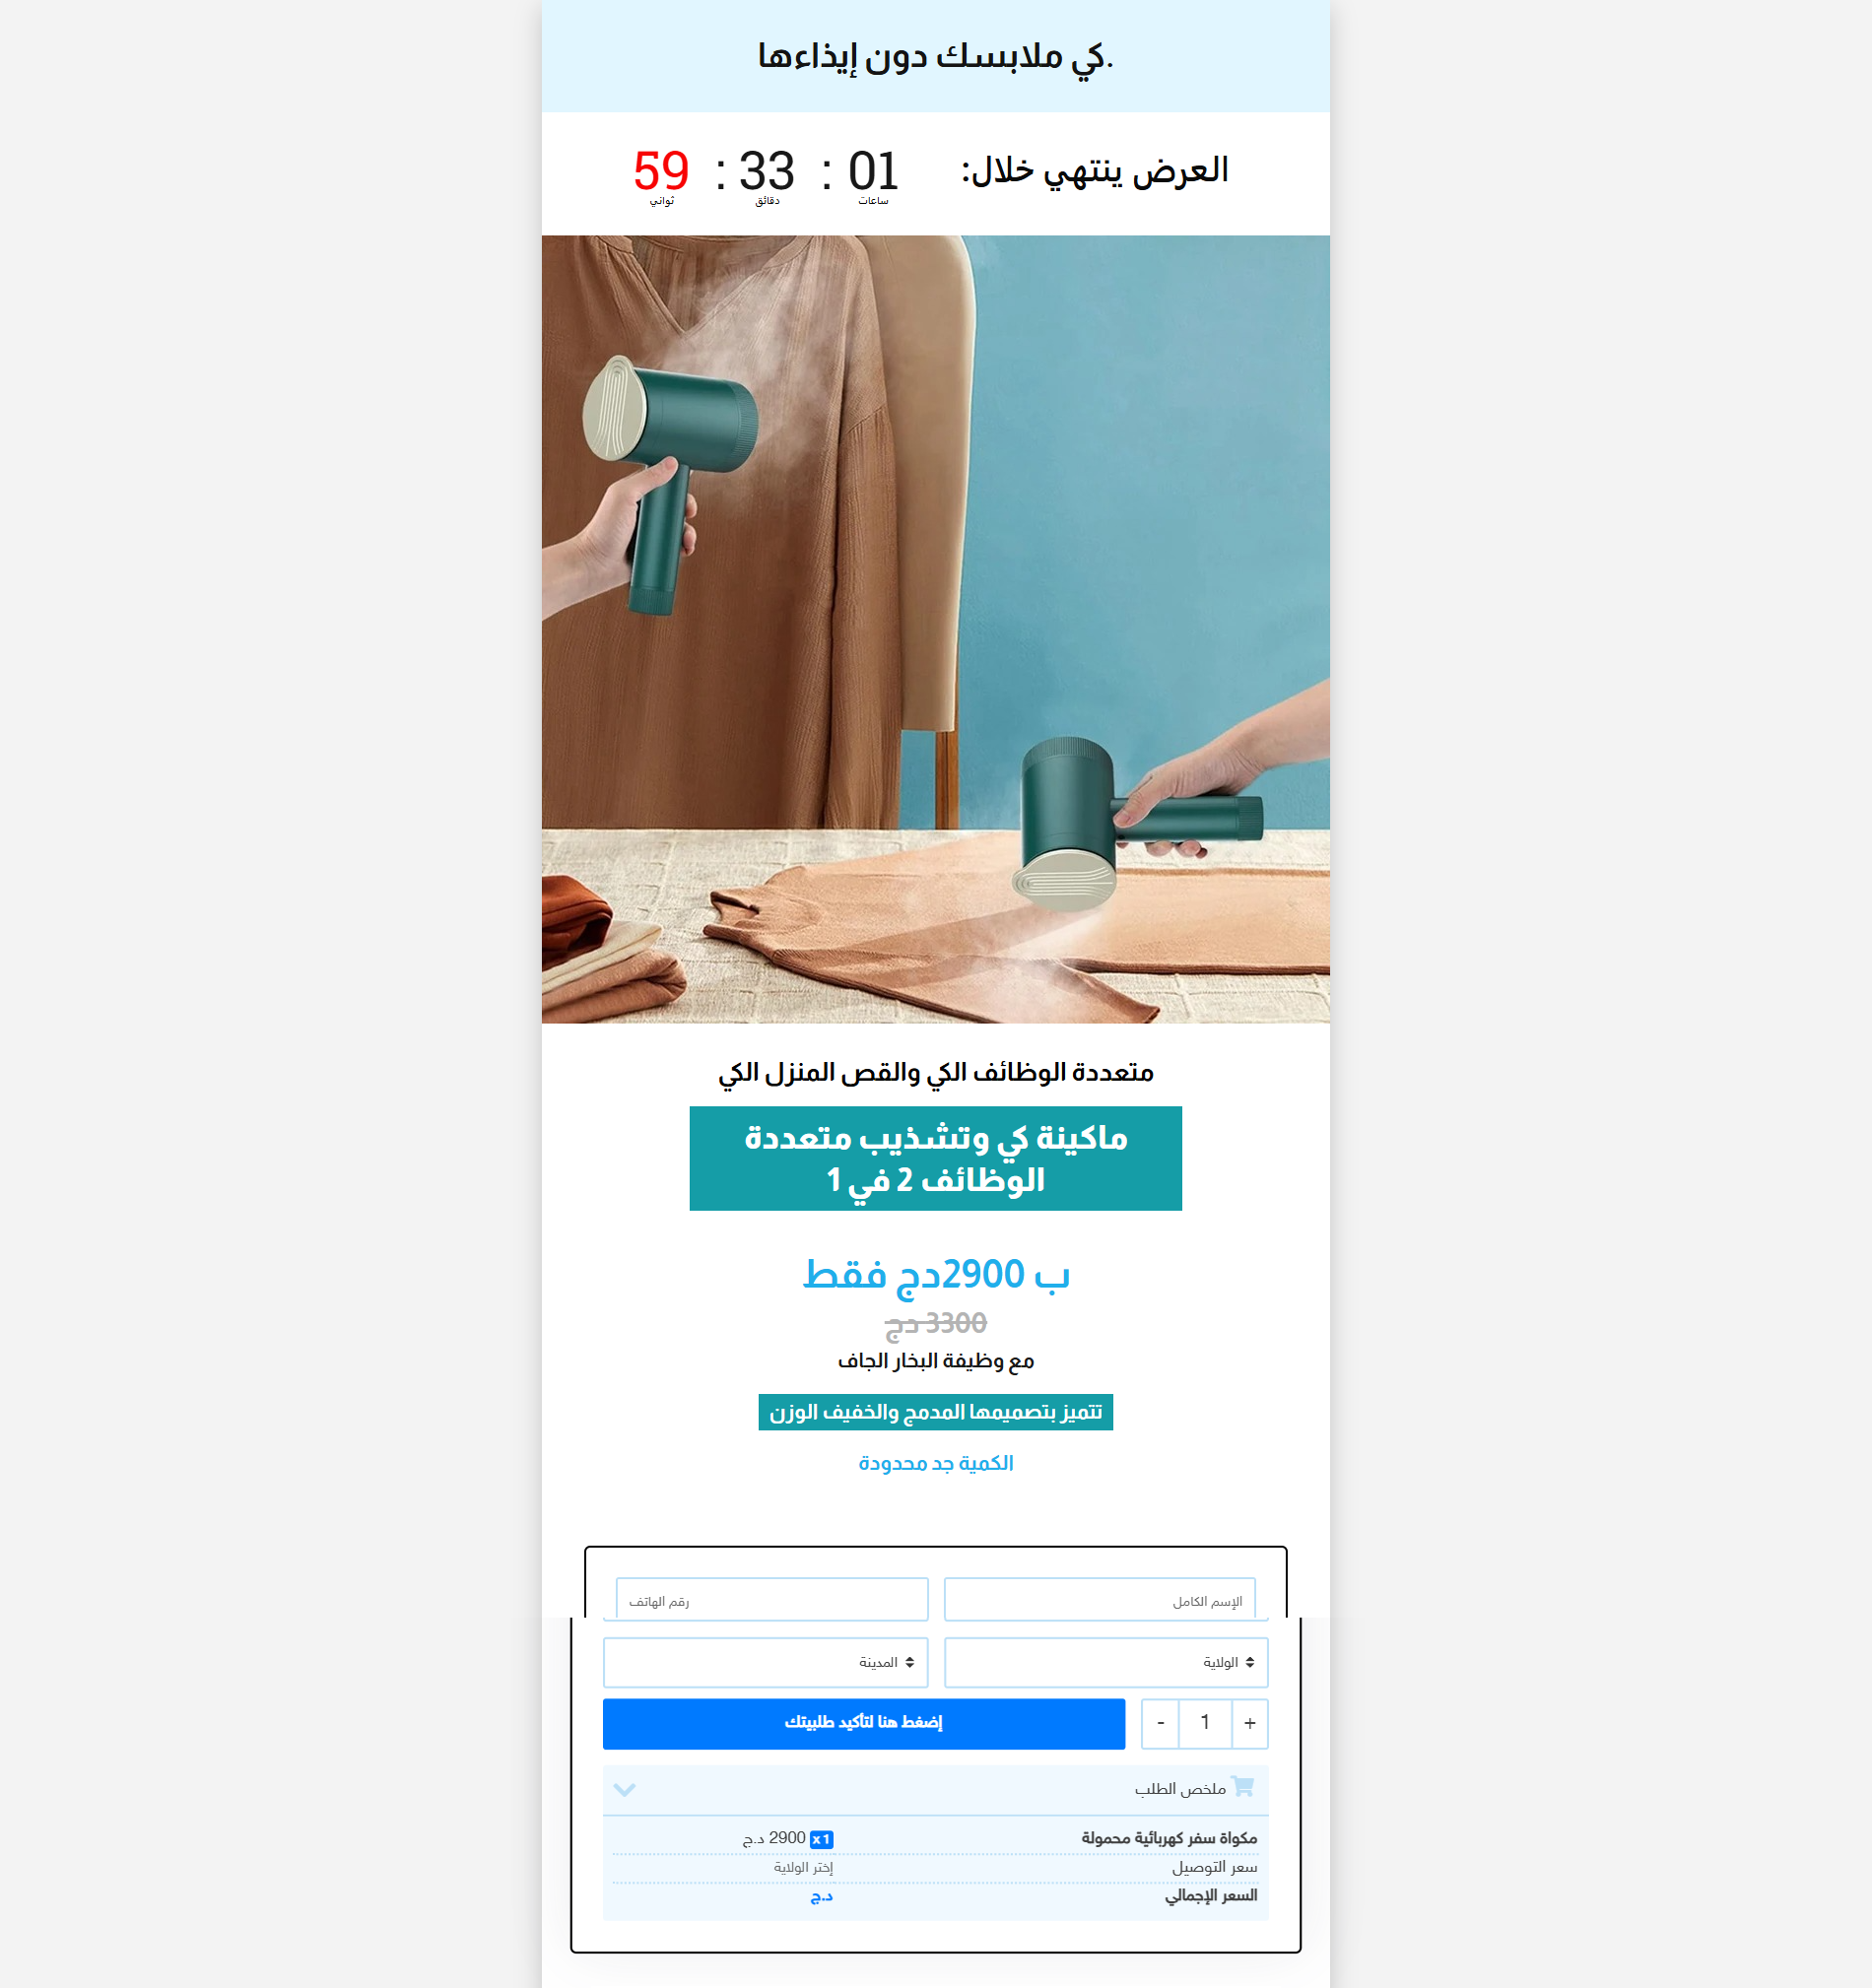 كي ملابسك دون إيذاءها.
العرض ينتهي خلال:
01 : 33 : 59
ساعات دقائق ثواني
متعددة الوظائف الكي والقص المنزل الكي
ماكينة كي وتشذيب متعددة
الوظائف 2 في 1
ب 2900دج فقط
3300 دج
مع وظيفة البخار الجاف
تتميز بتصميمها المدمج والخفيف الوزن
الكمية جد محدودة
الإسم الكامل رقم الهاتف
الولاية المدينة
+ 1 - إضغط هنا لتأكيد طلبيتك
ملخص الطلب
مكواة سفر كهربائية محمولة x 1 2900 د.ج
سعر التوصيل إختر الولاية
السعر الإجمالي د.ج